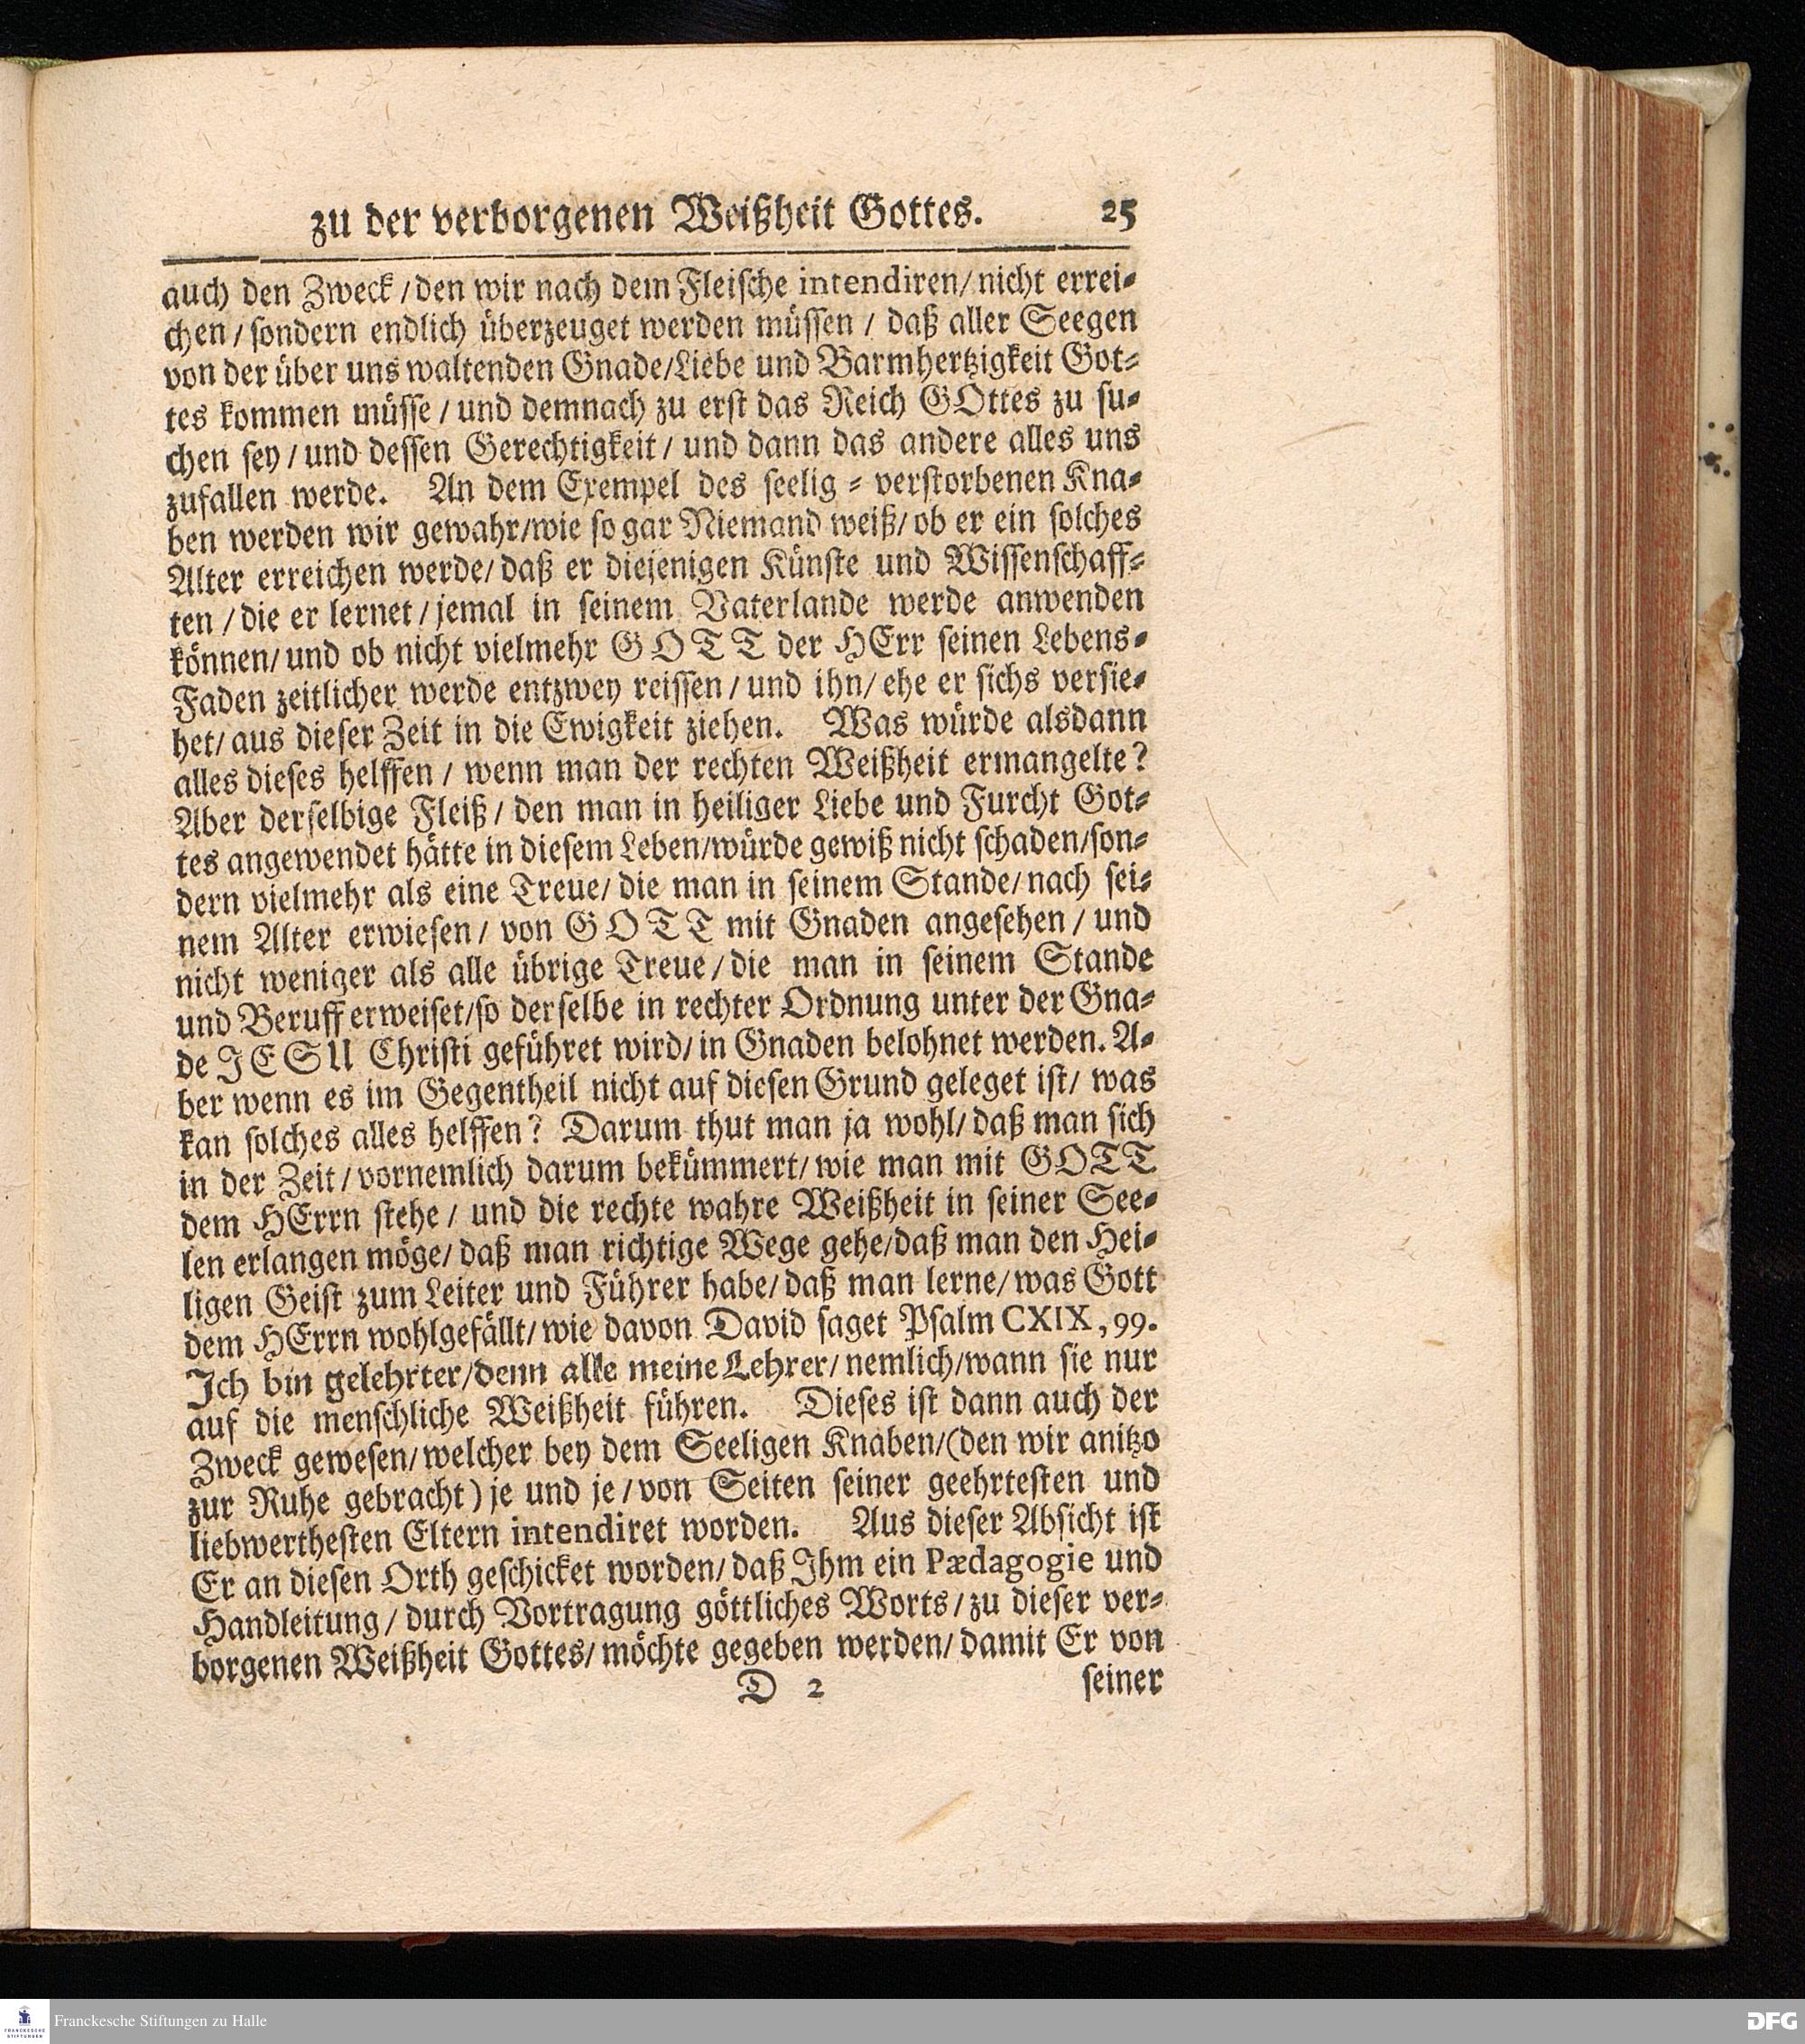 zu der verborgenen Weißheit Gottes. 25
auch den Zweck / den wir nach dem Fleische intendiren / nicht errei-
chen / sondern endlich überzeuget werden müssen / daß aller Seegen
von der über uns waltenden Gnade / Liebe und Barmhertzigkeit Got-
tes kommen müsse / und demnach zu erst das Reich GOttes zu su-
chen sey / und dessen Gerechtigkeit / und dann das andere alles uns
zufallen werde. An dem Exempel des seelig - verstorbenen Kna-
ben werden wir gewahr / wie so gar Niemand weiß / ob er ein solches
Alter erreichen werde / daß er diejenigen Künste und Wissenschaff-
ten / die er lernet / jemal in seinem Vaterlande werde anwenden
können / und ob nicht vielmehr GOTT der HErr seinen Lebens-
Faden zeitlicher werde entzwey reissen / und ihn / ehe er sichs versie-
het / aus dieser Zeit in die Ewigkeit ziehen. Was würde alsdann
alles dieses helffen / wenn man der rechten Weißheit ermangelte?
Aber derselbige Fleiß / den man in heiliger Liebe und Furcht Got-
tes angewendet hätte in diesem Leben / würde gewiß nicht schaden / son-
dern vielmehr als eine Treue / die man in seinem Stande / nach sei-
nem Alter erwiesen / von GOTT mit Gnaden angesehen / und
nicht weniger als alle übrige Treue / die man in seinem Stande
und Beruff erweiset / so derselbe in rechter Ordnung unter der Gna-
de JESU Christi geführet wird / in Gnaden belohnet werden. A-
ber wenn es im Gegentheil nicht auf diesen Grund geleget ist / was
kan solches alles helffen? Darum thut man ja wohl / daß man sich
in der Zeit / vornemlich darum bekümmert / wie man mit GOTT
dem HErrn stehe / und die rechte wahre Weißheit in seiner See-
len erlangen möge / daß man richtige Wege gehe / daß man den Hei-
ligen Geist zum Leiter und Führer habe / daß man lerne / was Gott
dem HErrn wohlgefällt / wie davon David saget Psalm CXIX, 99.
Ich bin gelehrter / denn alle meine Lehrer / nemlich / wann sie nur
auf die menschliche Weißheit führen. Dieses ist dann auch der
Zweck gewesen / welcher bey dem Seeligen Knaben / (den wir anitzo
zur Ruhe gebracht) je und je / von Seiten seiner geehrtesten und
liebwerthesten Eltern intendiret worden. Aus dieser Absicht ist
Er an diesen Orth geschicket worden / daß Ihm ein Pædagogie und
Handleitung / durch Vortragung göttliches Worts / zu dieser ver-
borgenen Weißheit Gottes / möchte gegeben werden / damit Er von
D 2 seiner
FRANCKESCHE STIFTUNGEN
Franckesche Stiftungen zu Halle
DFG